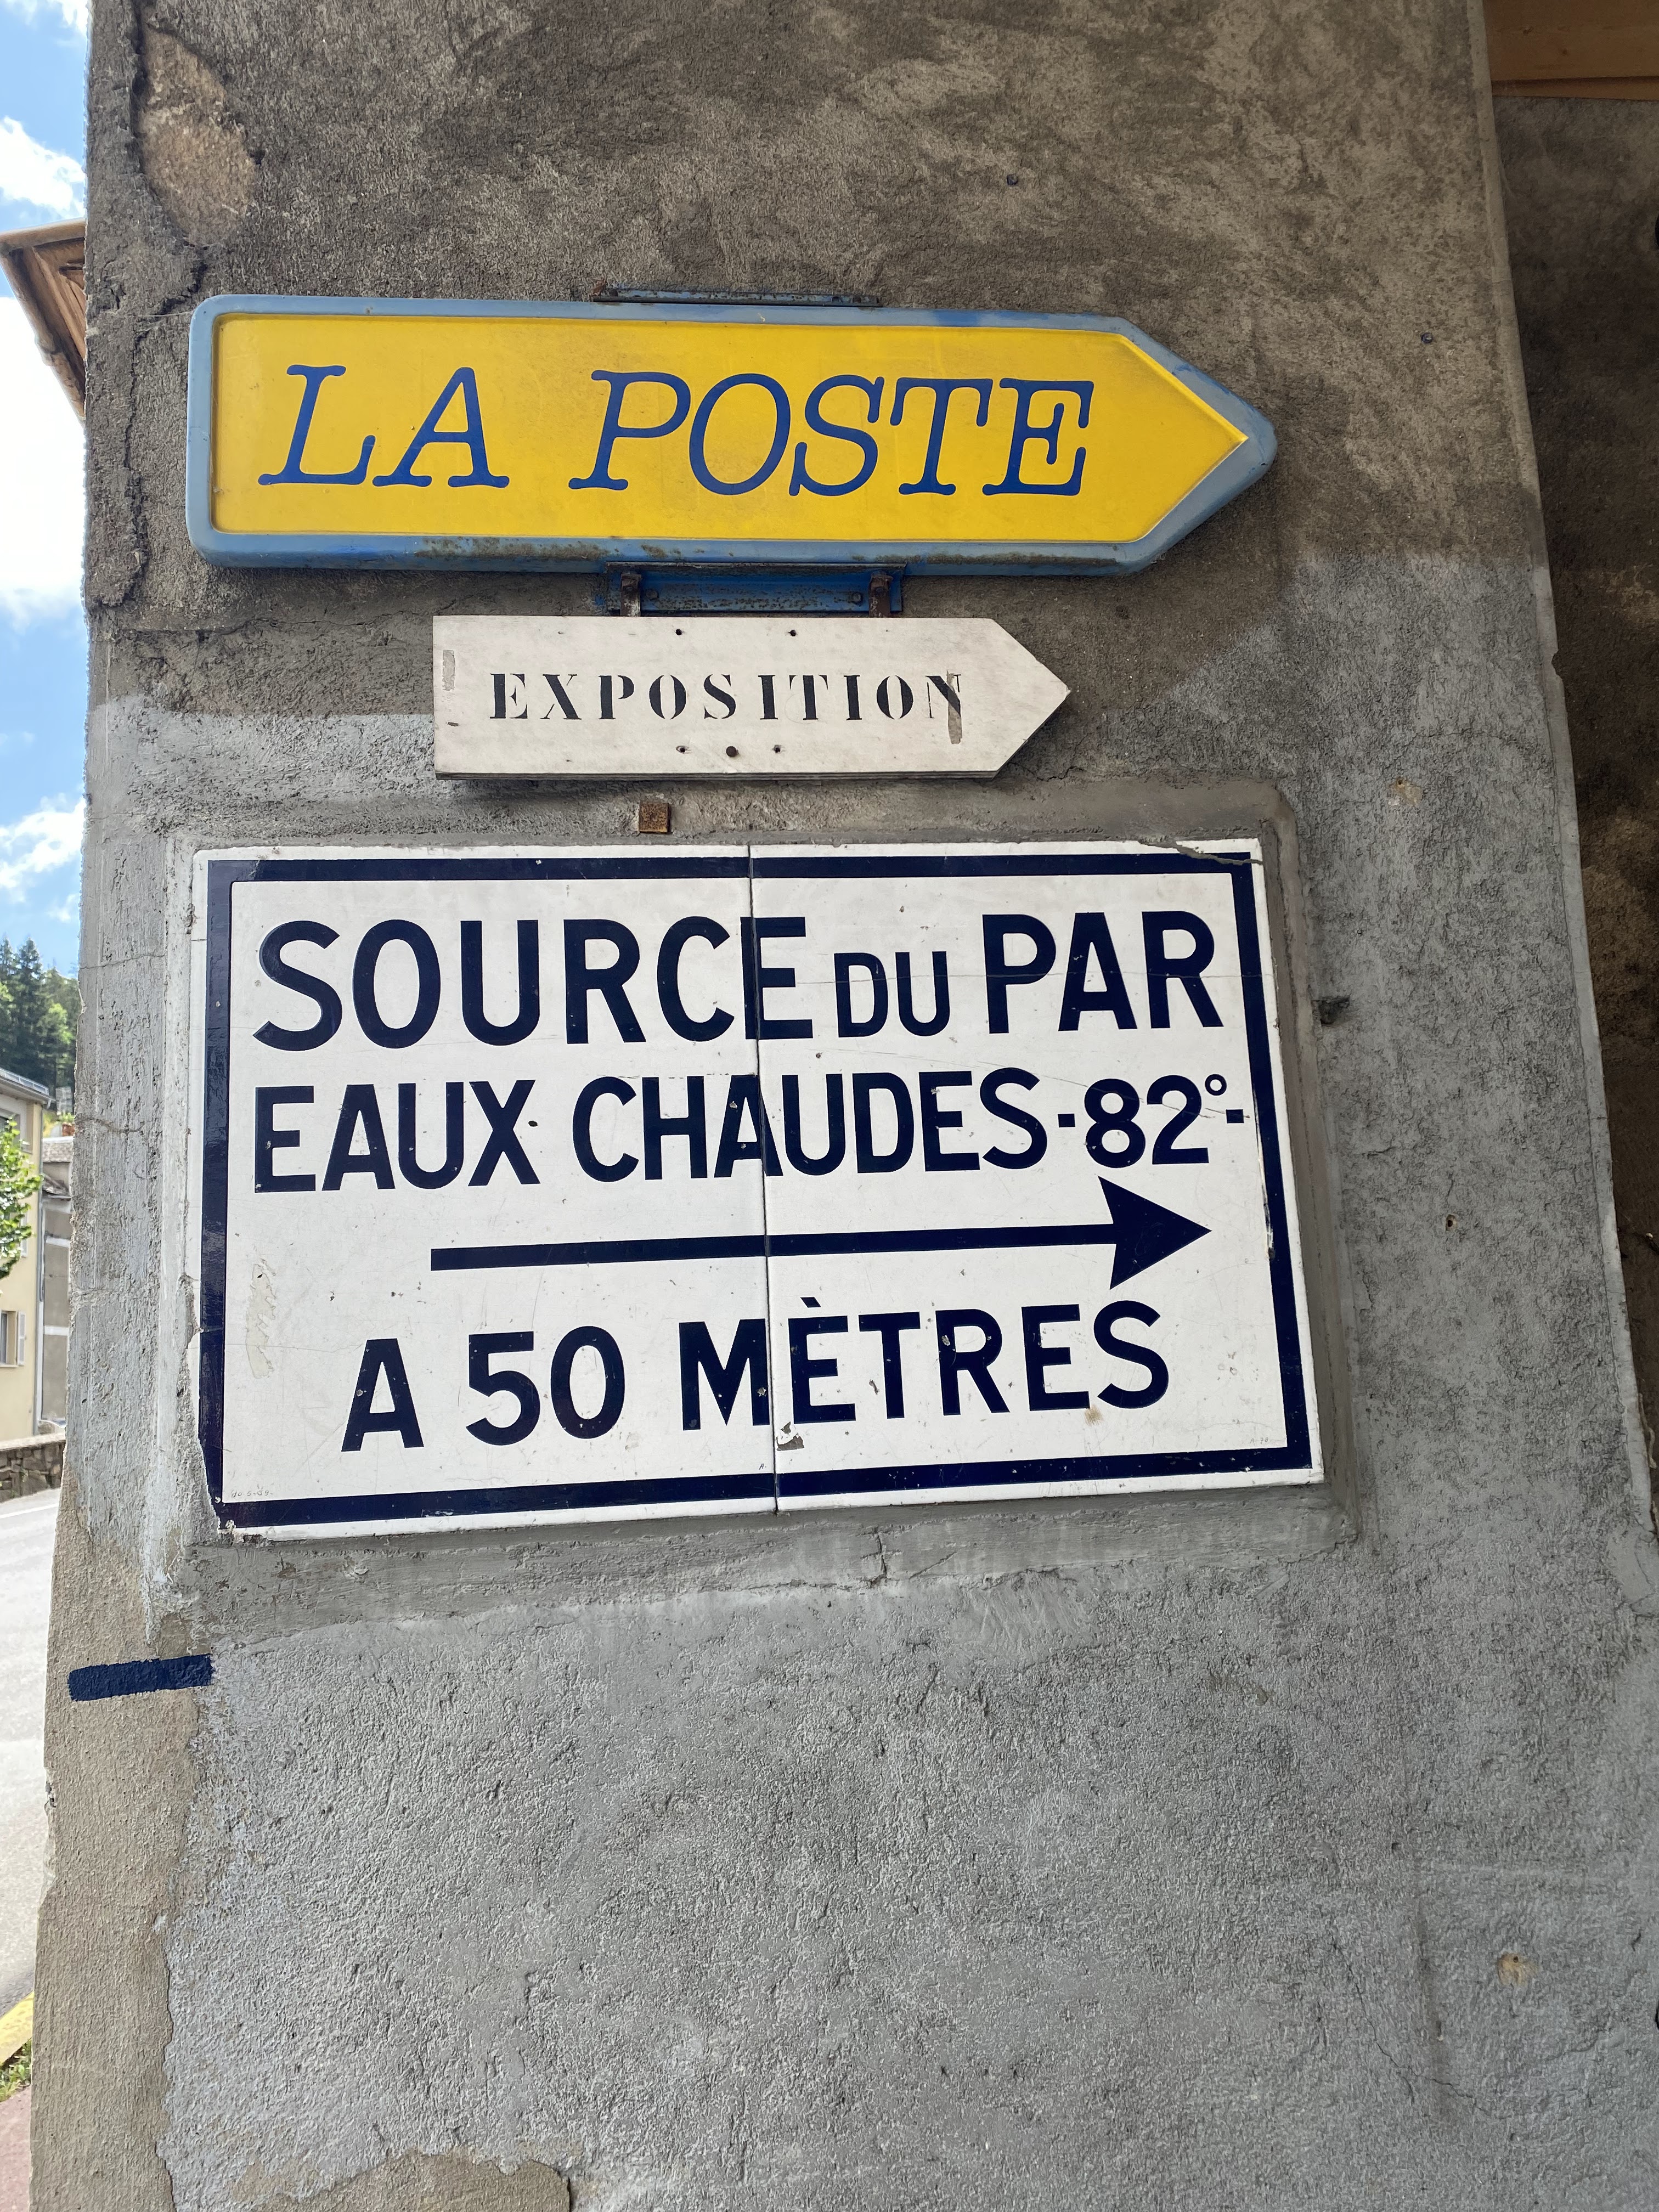 LA POSTE
EXPOSITION
SOURCE DU PAR
EAUX CHAUDES·82°·
A 50 MÈTRES